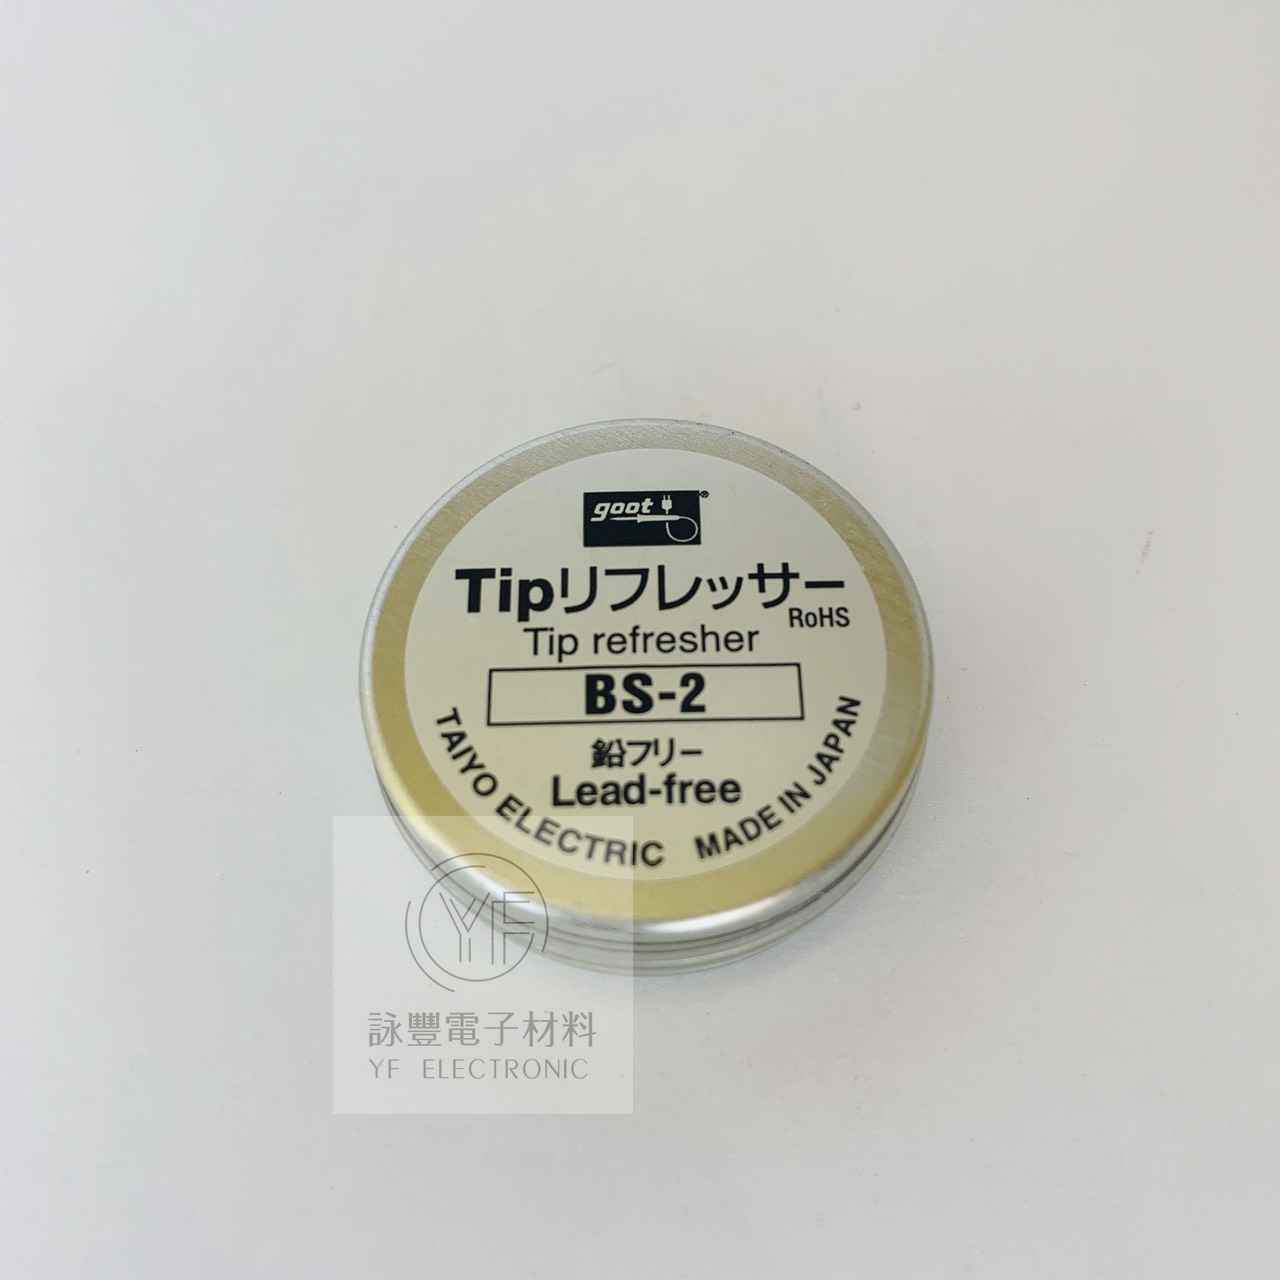 goot®
Tipリフレッサー
RoHS
Tip refresher
BS-2
鉛フリー
Lead-free
TAIYO ELECTRIC MADE IN JAPAN
YF
詠豐電子材料
YF ELECTRONIC